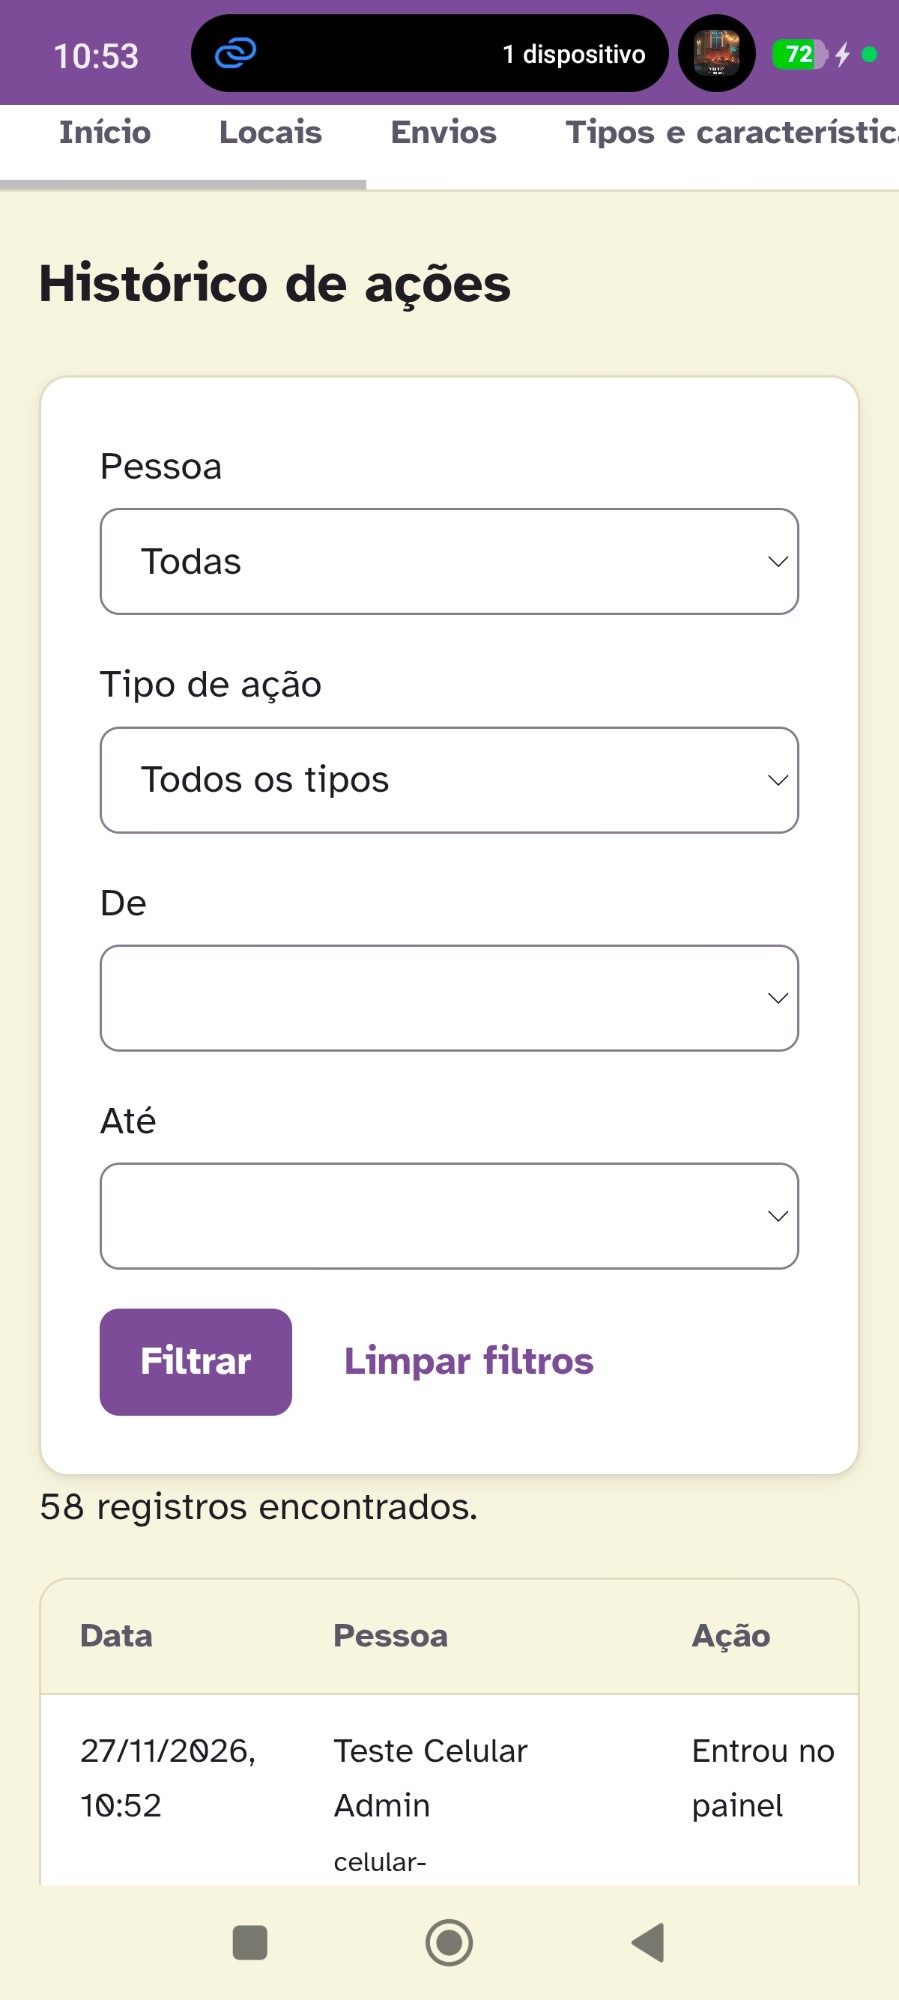 10:53
1 dispositivo
72
Início Locais Envios Tipos e característic
Histórico de ações
Pessoa
Todas
Tipo de ação
Todos os tipos
De
Até
Filtrar Limpar filtros
58 registros encontrados.
Data Pessoa Ação
27/11/2026, Teste Celular Entrou no
10:52 Admin painel
celular-